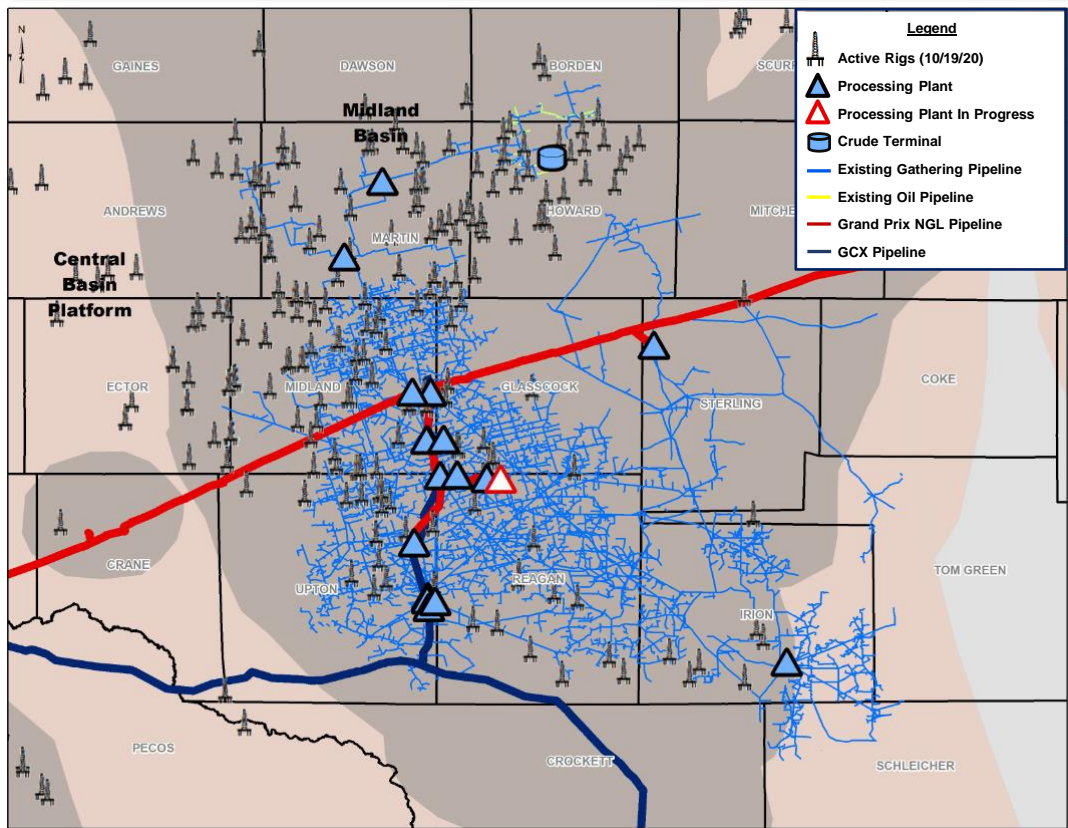 N
GAINES
DAWSON
BORDEN
SCUR
Legend
Active Rigs (10/19/20)
Processing Plant
Processing Plant In Progress
Crude Terminal
Existing Gathering Pipeline
Existing Oil Pipeline
Grand Prix NGL Pipeline
GCX Pipeline
Midland
Basin
ANDREWS
MARTIN
HOWARD
MITCHE
Central
Basin
Platform
ECTOR
MIDLAND
GLASSCOCK
STERLING
COKE
CRANE
UPTON
REAGAN
IRION
TOM GREEN
PECOS
CROCKETT
SCHLEICHER